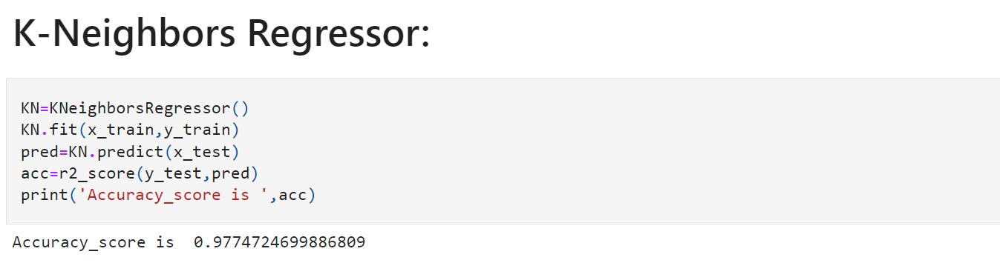 K-Neighbors Regressor:
KN=KNeighborsRegressor()
KN.fit(x_train,y_train)
pred=KN.predict(x_test)
acc=r2_score(y_test,pred)
print('Accuracy_score is ',acc)
Accuracy_score is  0.9774724699886809